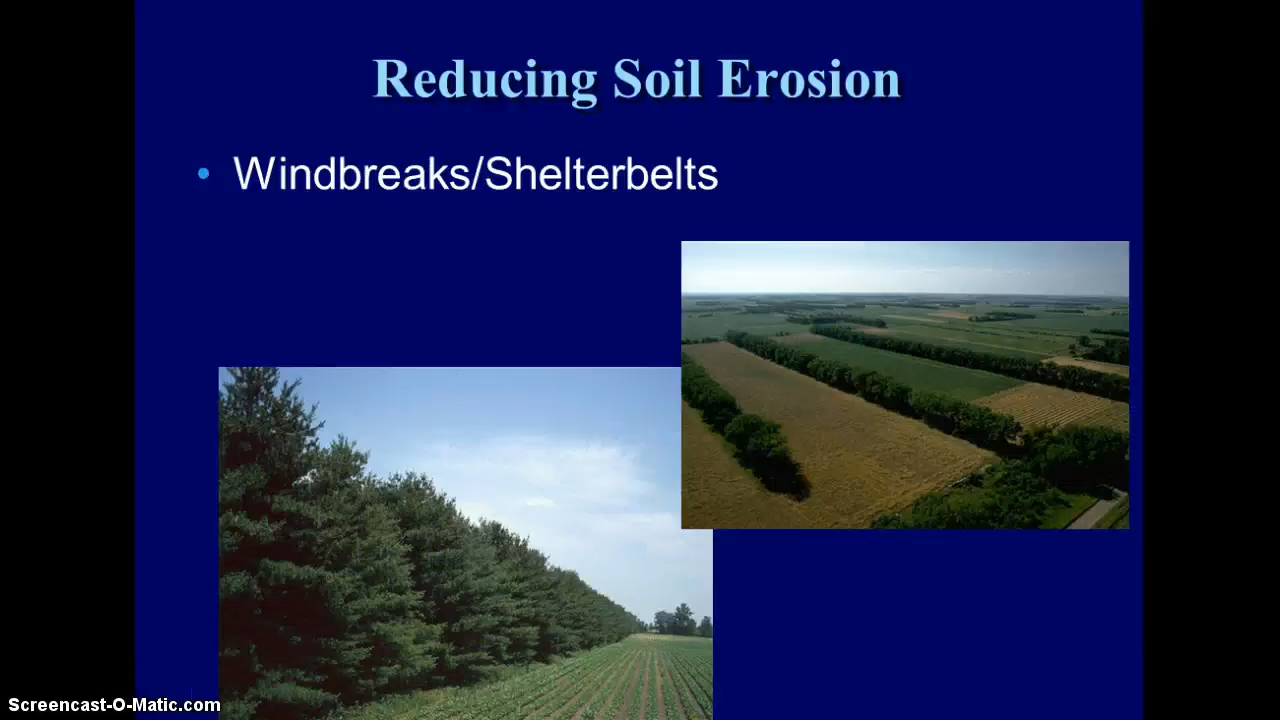 Reducing Soil Erosion
• Windbreaks/Shelterbelts
Screencast-O-Matic.com